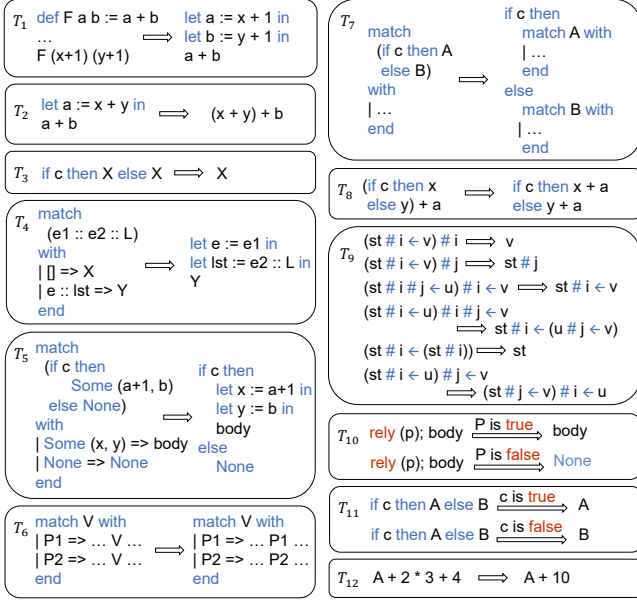 T1 def F a b := a + b
…
F (x+1) (y+1)
let a := x + 1 in
let b := y + 1 in
a + b
T2 let a := x + y in
a + b
(x + y) + b
T3 if c then X else X ⟹ X
T4 match
(e1 :: e2 :: L)
with
| [] => X
| e :: lst => Y
end
let e := e1 in
let lst := e2 :: L in
Y
T5 match
(if c then
Some (a+1, b)
else None)
with
| Some (x, y) => body
| None => None
end
if c then
let x := a+1 in
let y := b in
body
else
None
T6 match V with
| P1 => … V …
| P2 => … V …
end
match V with
| P1 => … P1 …
| P2 => … P2 …
end
T7
match
(if c then A
else B)
with
| …
end
if c then
match A with
| …
end
else
match B with
| …
end
T8 (if c then x
else y) + a
if c then x + a
else y + a
T9
(st # i ← v) # i ⟹ v
(st # i ← v) # j ⟹ st # j
(st # i # j ← u) # i ← v ⟹ st # i ← v
(st # i ← u) # i # j ← v
⟹ st # i ← (u # j ← v)
(st # i ← (st # i)) ⟹ st
(st # i ← u) # j ← v
⟹ (st # j ← v) # i ← u
T10 rely (p); body P is true ⟹ body
rely (p); body P is false ⟹ None
T11 if c then A else B c is true ⟹ A
if c then A else B c is false ⟹ B
T12 A + 2 * 3 + 4 ⟹ A + 10